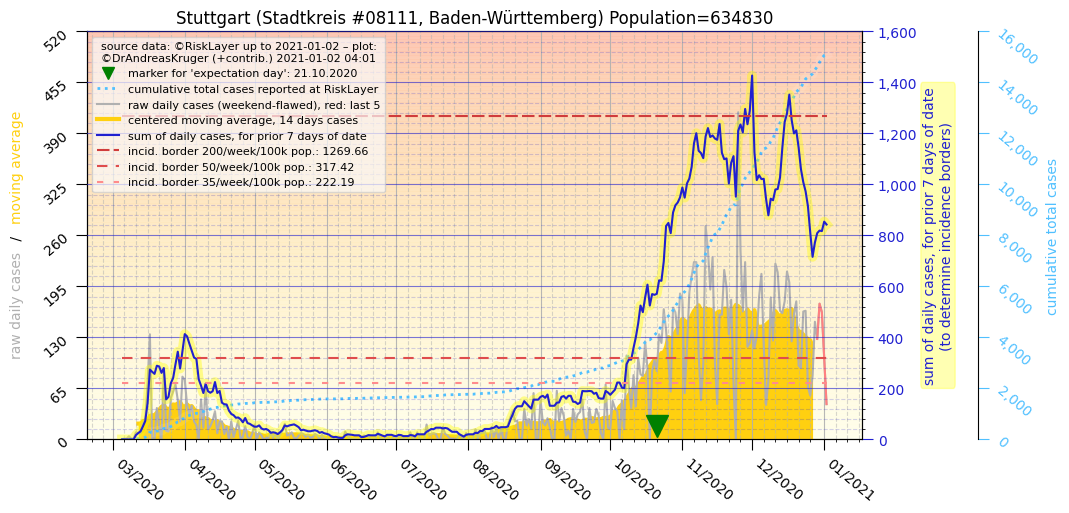 Stuttgart (Stadtkreis #08111, Baden-Württemberg) Population=634830
source data: ©RiskLayer up to 2021-01-02 – plot:
©DrAndreasKruger (+contrib.) 2021-01-02 04:01
marker for 'expectation day': 21.10.2020
cumulative total cases reported at RiskLayer
raw daily cases (weekend-flawed), red: last 5
centered moving average, 14 days cases
sum of daily cases, for prior 7 days of date
incid. border 200/week/100k pop.: 1269.66
incid. border 50/week/100k pop.: 317.42
incid. border 35/week/100k pop.: 222.19
raw daily cases / moving average
520
455
390
325
260
195
130
65
0
03/2020
04/2020
05/2020
06/2020
07/2020
08/2020
09/2020
10/2020
11/2020
12/2020
01/2021
1,600
1,400
1,200
1,000
800
600
400
200
0
sum of daily cases, for prior 7 days of date
(to determine incidence borders)
16,000
14,000
12,000
10,000
8,000
6,000
4,000
2,000
0
cumulative total cases